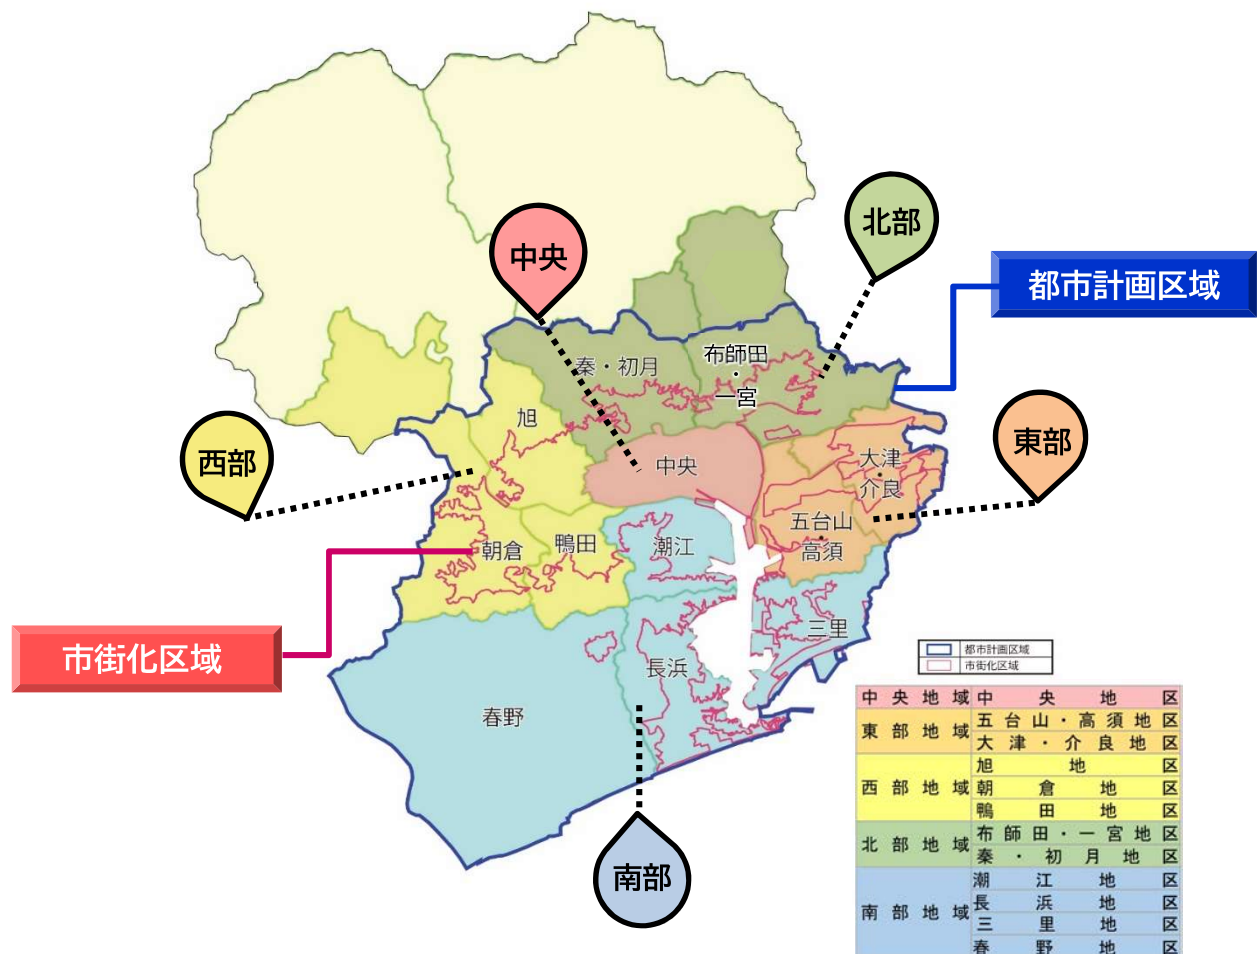 北部
中央
都市計画区域
布師田
・
一宮
秦・初月
旭
東部
西部
中央
大津
・
介良
五台山
・
高須
鴨田
朝倉
潮江
三里
市街化区域
長浜
春野
南部
都市計画区域
市街化区域
中央地域 中央地区
東部地域 五台山・高須地区
大津・介良地区
西部地域 旭地区
朝倉地区
鴨田地区
北部地域 布師田・一宮地区
秦・初月地区
南部地域 潮江地区
長浜地区
三里地区
春野地区